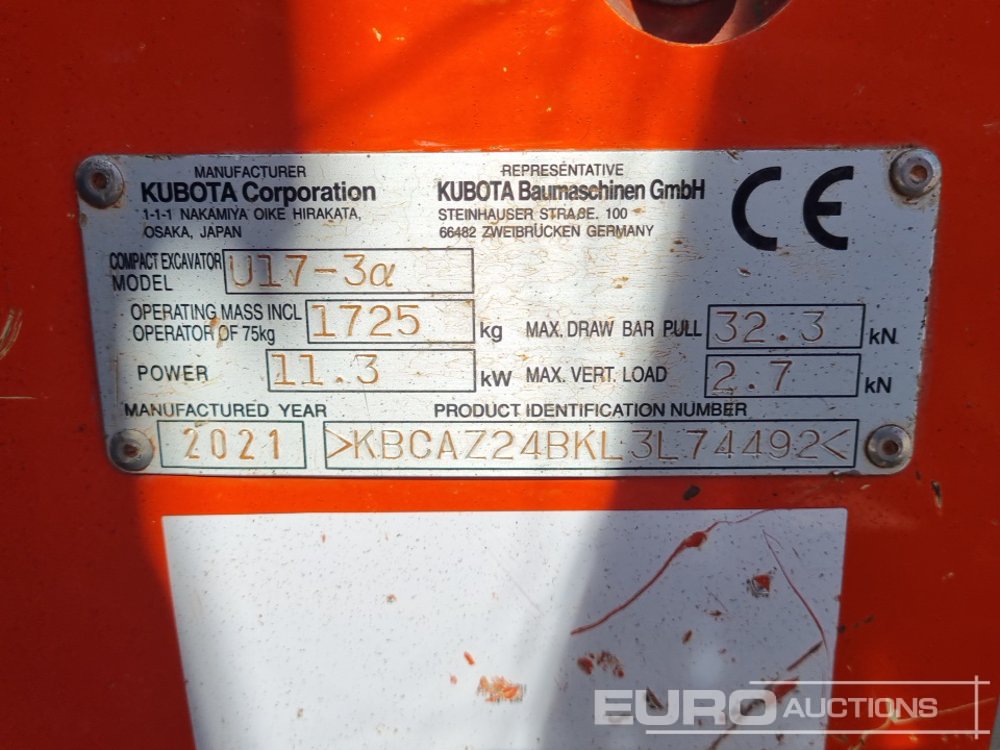 MANUFACTURER
KUBOTA Corporation
1-1-1 NAKAMIYA OIKE HIRAKATA,
OSAKA, JAPAN
REPRESENTATIVE
KUBOTA Baumaschinen GmbH
STEINHAUSER STRAßE. 100
66482 ZWEIBRÜCKEN GERMANY
CE
COMPACT EXCAVATOR
MODEL U17-3α
OPERATING MASS INCL
OPERATOR OF 75kg 1725 kg
MAX. DRAW BAR PULL 32.3 kN
POWER 11.3 kW
MAX. VERT. LOAD 2.7 kN
MANUFACTURED YEAR
2021
PRODUCT IDENTIFICATION NUMBER
>KBCAZ24BKL3L74492<
EURO AUCTIONS